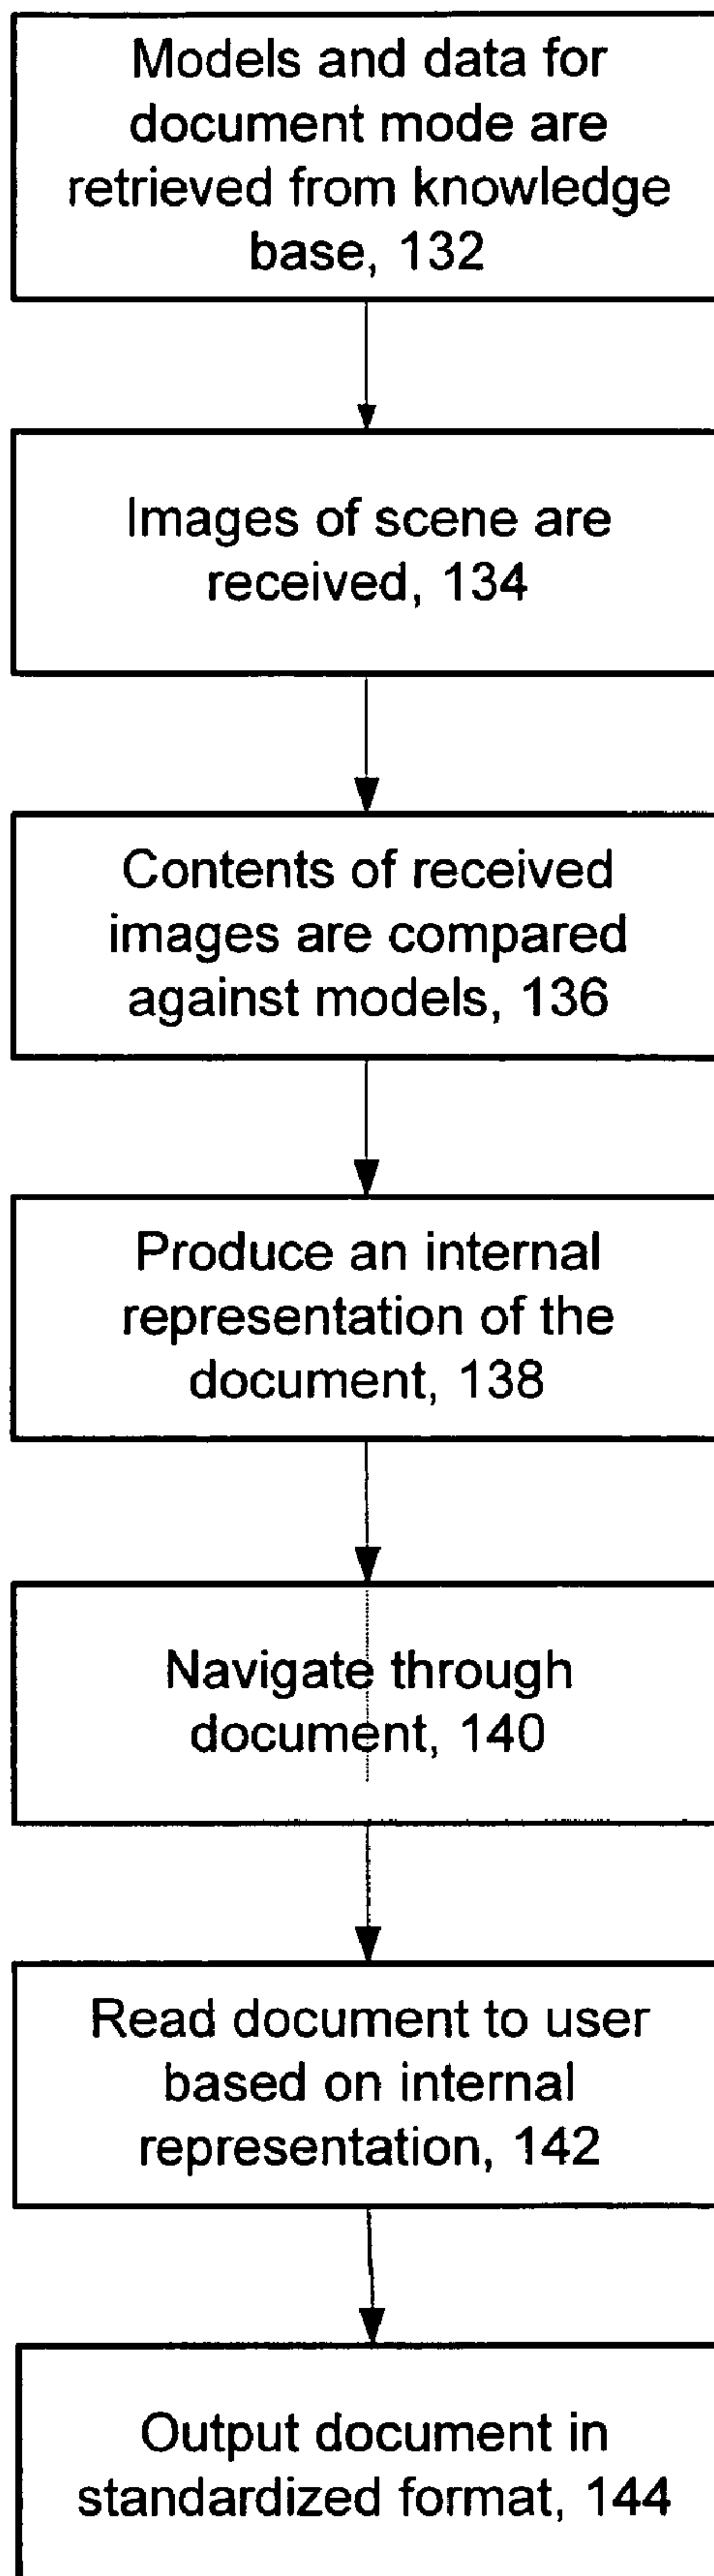 Models and data for
document mode are
retrieved from knowledge
base, 132
Images of scene are
received, 134
Contents of received
images are compared
against models, 136
Produce an internal
representation of the
document, 138
Navigate through
document, 140
Read document to user
based on internal
representation, 142
Output document in
standardized format, 144